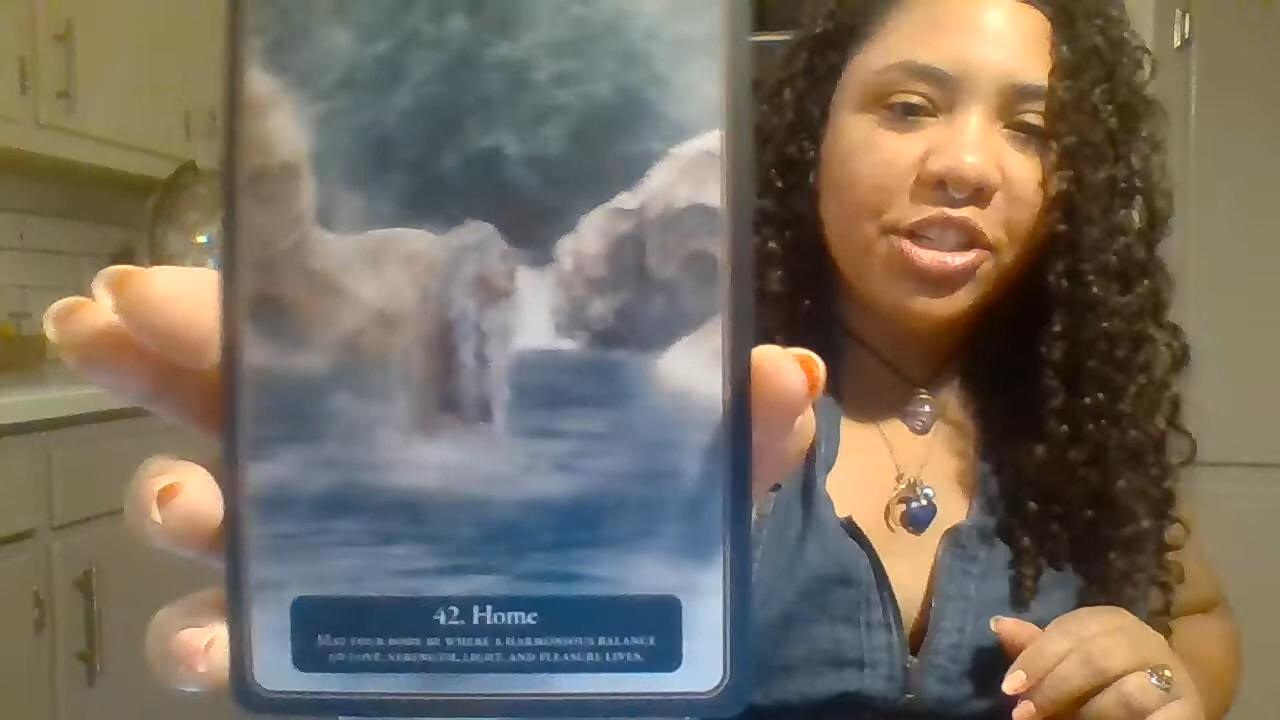 42. Home
MAY YOUR BODY BE WHERE A HARMONIOUS BALANCE
OF LOVE, STRENGTH, LIGHT, AND PLEASURE LIVES.